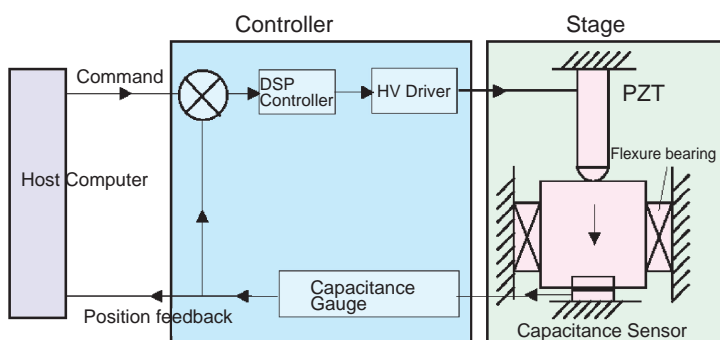 Controller
Stage
Command
DSP
Controller
HV Driver
PZT
Flexure bearing
Host Computer
Capacitance
Gauge
Position feedback
Capacitance Sensor